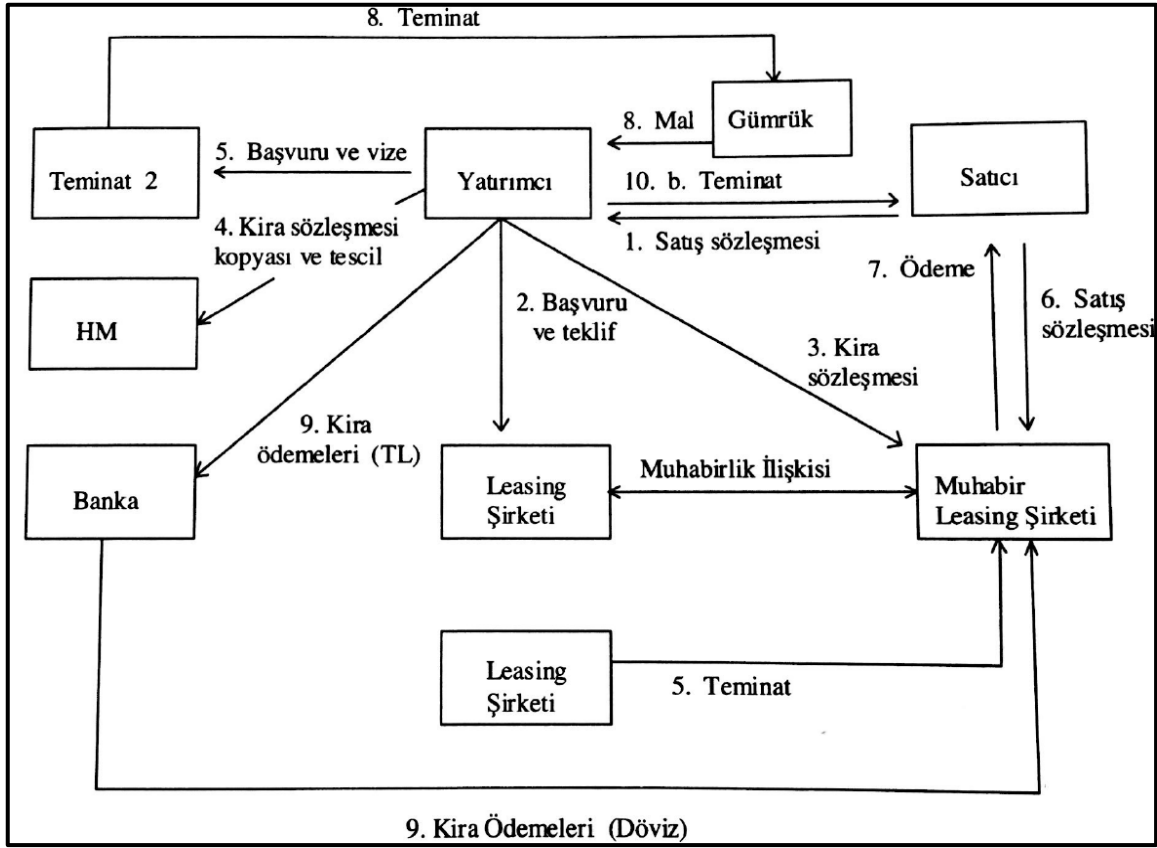 8. Teminat
Gümrük
8. Mal
Teminat 2
5. Başvuru ve vize
Yatırımcı
10. b. Teminat
Satıcı
1. Satış sözleşmesi
4. Kira sözleşmesi
kopyası ve tescil
7. Ödeme
6. Satış
sözleşmesi
HM
2. Başvuru
ve teklif
3. Kira
sözleşmesi
9. Kira
ödemeleri (TL)
Banka
Leasing
Şirketi
Muhabirlik İlişkisi
Muhabir
Leasing Şirketi
Leasing
Şirketi
5. Teminat
9. Kira Ödemeleri (Döviz)